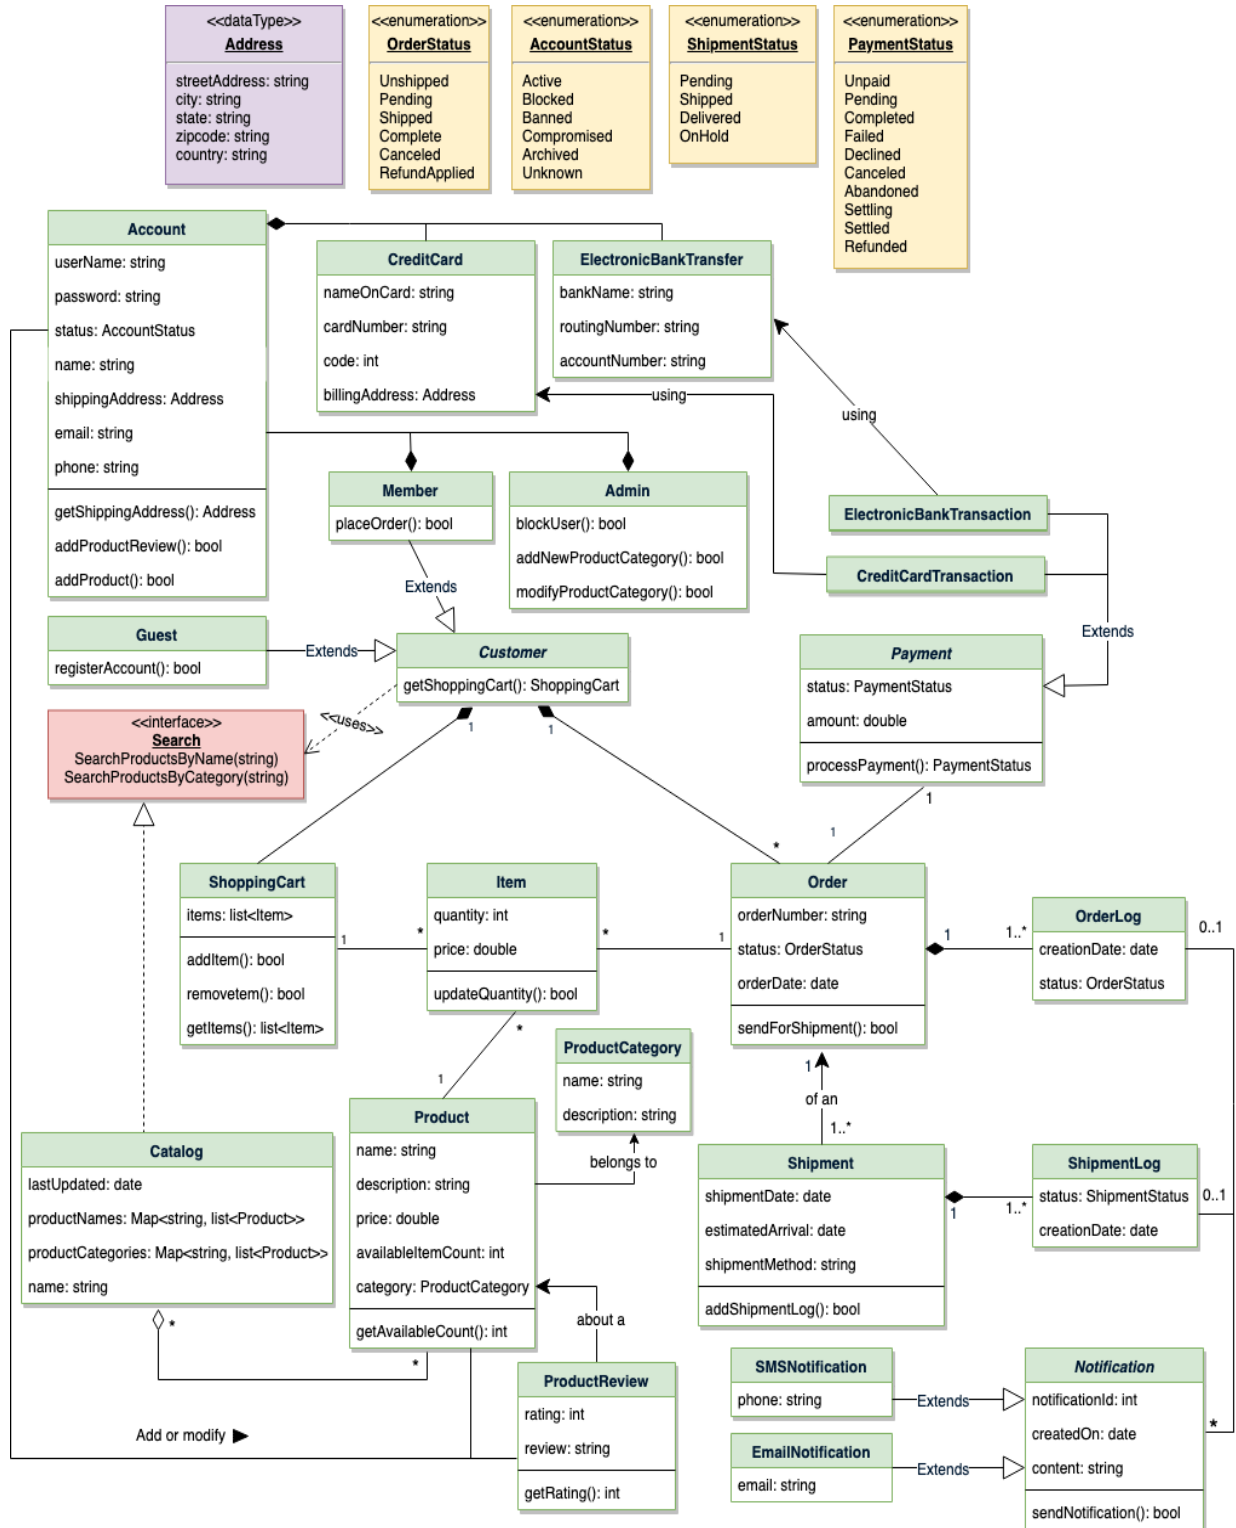 <<dataType>>
Address
streetAddress: string
city: string
state: string
zipcode: string
country: string
<<enumeration>>
OrderStatus
Unshipped
Pending
Shipped
Complete
Canceled
RefundApplied
<<enumeration>>
AccountStatus
Active
Blocked
Banned
Compromised
Archived
Unknown
<<enumeration>>
ShipmentStatus
Pending
Shipped
Delivered
OnHold
<<enumeration>>
PaymentStatus
Unpaid
Pending
Completed
Failed
Declined
Canceled
Abandoned
Settling
Settled
Refunded
Account
userName: string
password: string
status: AccountStatus
name: string
shippingAddress: Address
email: string
phone: string
getShippingAddress(): Address
addProductReview(): bool
addProduct(): bool
CreditCard
nameOnCard: string
cardNumber: string
code: int
billingAddress: Address
ElectronicBankTransfer
bankName: string
routingNumber: string
accountNumber: string
using
using
Member
placeOrder(): bool
Admin
blockUser(): bool
addNewProductCategory(): bool
modifyProductCategory(): bool
ElectronicBankTransaction
CreditCardTransaction
Extends
Extends
Guest
registerAccount(): bool
Extends
Customer
getShoppingCart(): ShoppingCart
Payment
status: PaymentStatus
amount: double
processPayment(): PaymentStatus
<<interface>>
Search
SearchProductsByName(string)
SearchProductsByCategory(string)
<<uses>>
1
1
1
1
*
ShoppingCart
items: list<Item>
addItem(): bool
removetem(): bool
getItems(): list<Item>
1
*
Item
quantity: int
price: double
updateQuantity(): bool
*
1
Order
orderNumber: string
status: OrderStatus
orderDate: date
sendForShipment(): bool
1
1..*
OrderLog
creationDate: date
status: OrderStatus
0..1
*
1
ProductCategory
name: string
description: string
belongs to
1
of an
1..*
Catalog
lastUpdated: date
productNames: Map<string, list<Product>>
productCategories: Map<string, list<Product>>
name: string
*
*
Product
name: string
description: string
price: double
availableItemCount: int
category: ProductCategory
getAvailableCount(): int
about a
Shipment
shipmentDate: date
estimatedArrival: date
shipmentMethod: string
addShipmentLog(): bool
1
1..*
ShipmentLog
status: ShipmentStatus
creationDate: date
0..1
ProductReview
rating: int
review: string
getRating(): int
Add or modify
SMSNotification
phone: string
Extends
EmailNotification
email: string
Extends
Notification
notificationId: int
createdOn: date
content: string
sendNotification(): bool
*